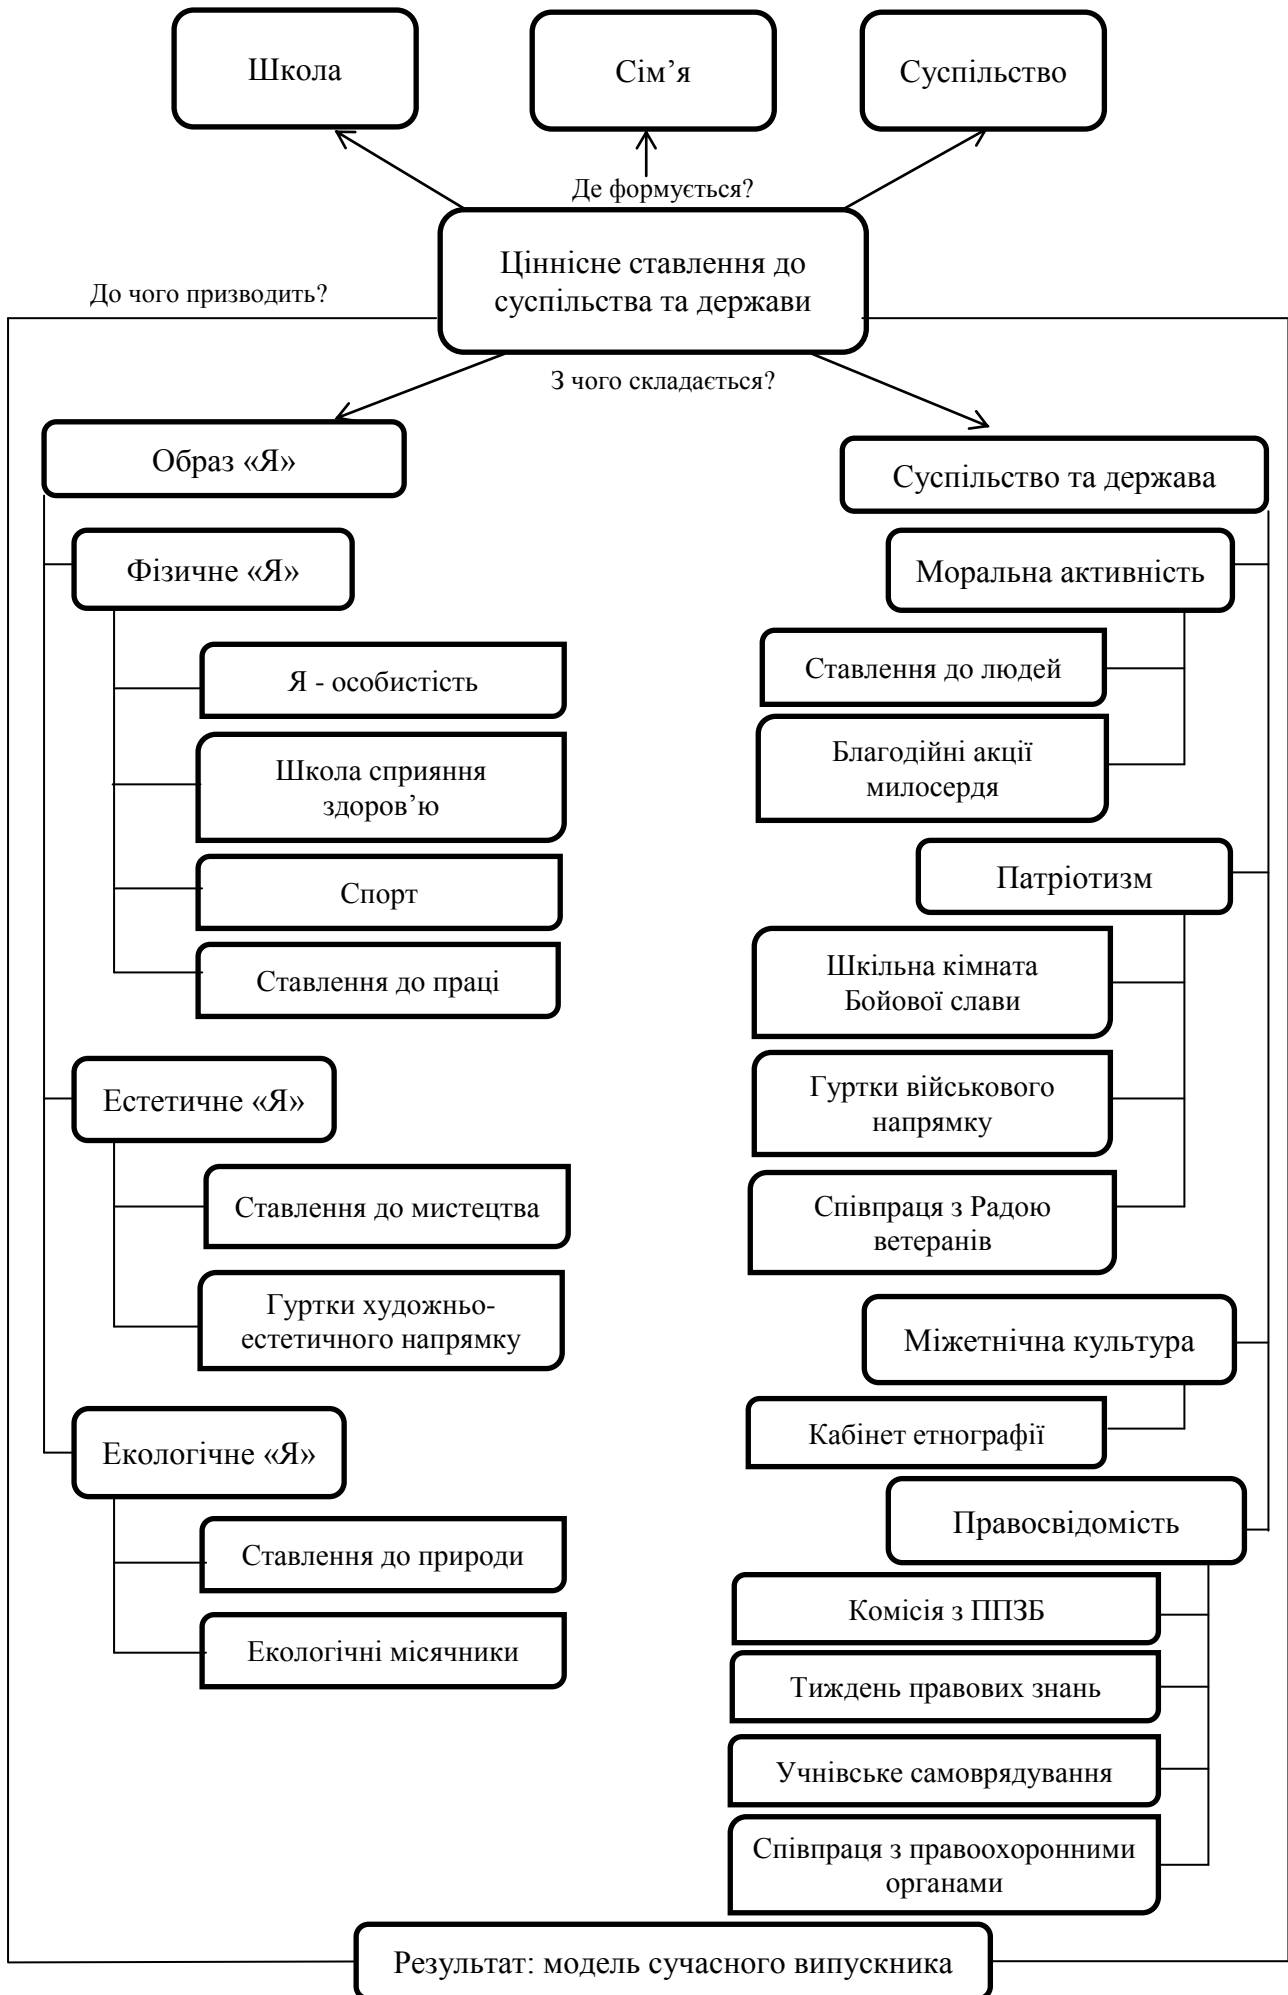 Школа
Сім’я
Суспільство
Де формується?
Ціннісне ставлення до
суспільства та держави
До чого призводить?
З чого складається?
Образ «Я»
Фізичне «Я»
Я - особистість
Школа сприяння
здоров’ю
Спорт
Ставлення до праці
Естетичне «Я»
Ставлення до мистецтва
Гуртки художньо-
естетичного напрямку
Екологічне «Я»
Ставлення до природи
Екологічні місячники
Суспільство та держава
Моральна активність
Ставлення до людей
Благодійні акції
милосердя
Патріотизм
Шкільна кімната
Бойової слави
Гуртки військового
напрямку
Співпраця з Радою
ветеранів
Міжетнічна культура
Кабінет етнографії
Правосвідомість
Комісія з ППЗБ
Тиждень правових знань
Учнівське самоврядування
Співпраця з правоохоронними
органами
Результат: модель сучасного випускника